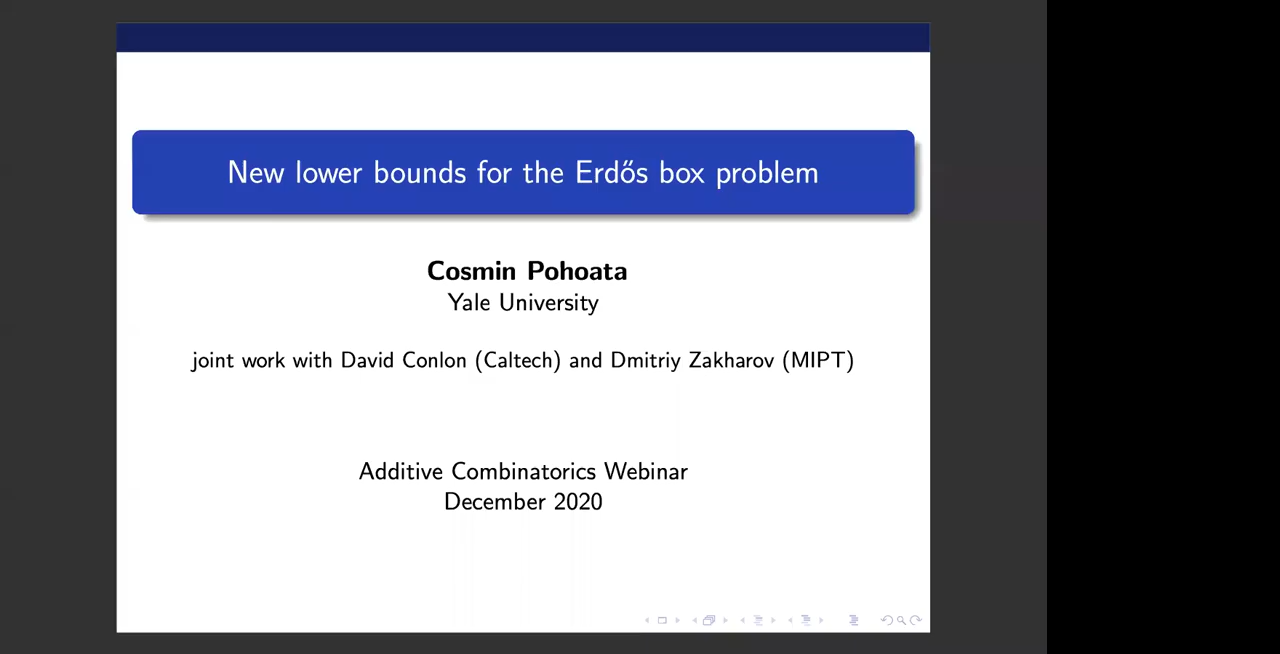 New lower bounds for the Erdős box problem
Cosmin Pohoata
Yale University
joint work with David Conlon (Caltech) and Dmitriy Zakharov (MIPT)
Additive Combinatorics Webinar
December 2020